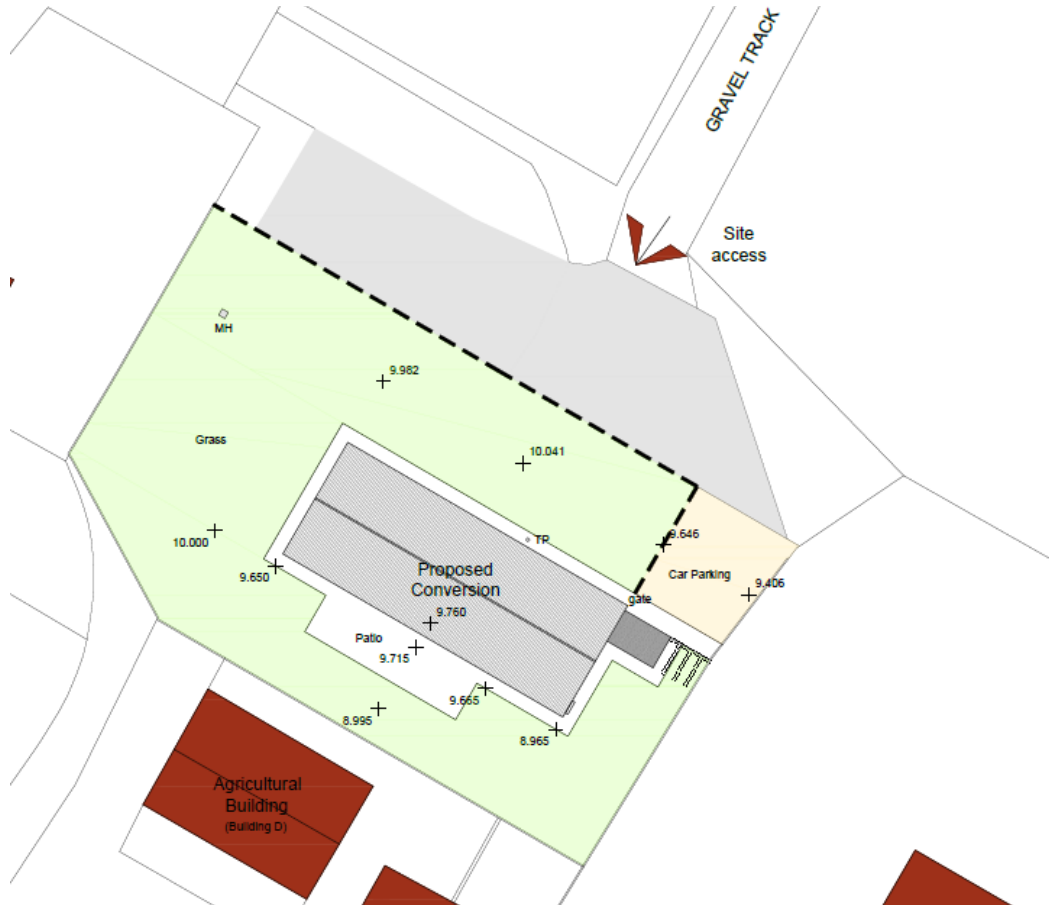 GRAVEL TRACK
Site
access
MH
9.982
Grass
10.041
10.000
9.650
TP
9.646
Car Parking
9.406
gate
Proposed
Conversion
9.760
Patio
9.715
9.665
8.995
8.965
Agricultural
Building
(Building D)